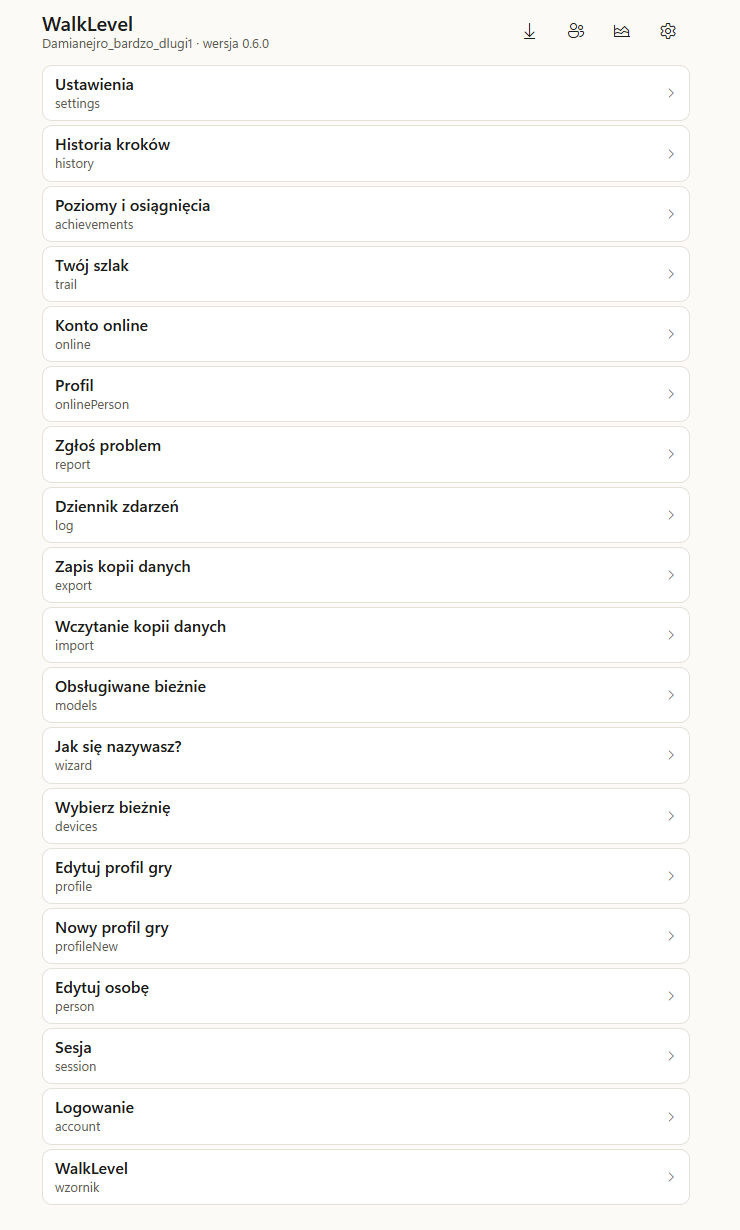 WalkLevel
Damianejro_bardzo_dlugi1 · wersja 0.6.0
Ustawienia
settings
Historia kroków
history
Poziomy i osiągnięcia
achievements
Twój szlak
trail
Konto online
online
Profil
onlinePerson
Zgłoś problem
report
Dziennik zdarzeń
log
Zapis kopii danych
export
Wczytanie kopii danych
import
Obsługiwane bieżnie
models
Jak się nazywasz?
wizard
Wybierz bieżnię
devices
Edytuj profil gry
profile
Nowy profil gry
profileNew
Edytuj osobę
person
Sesja
session
Logowanie
account
WalkLevel
wzornik